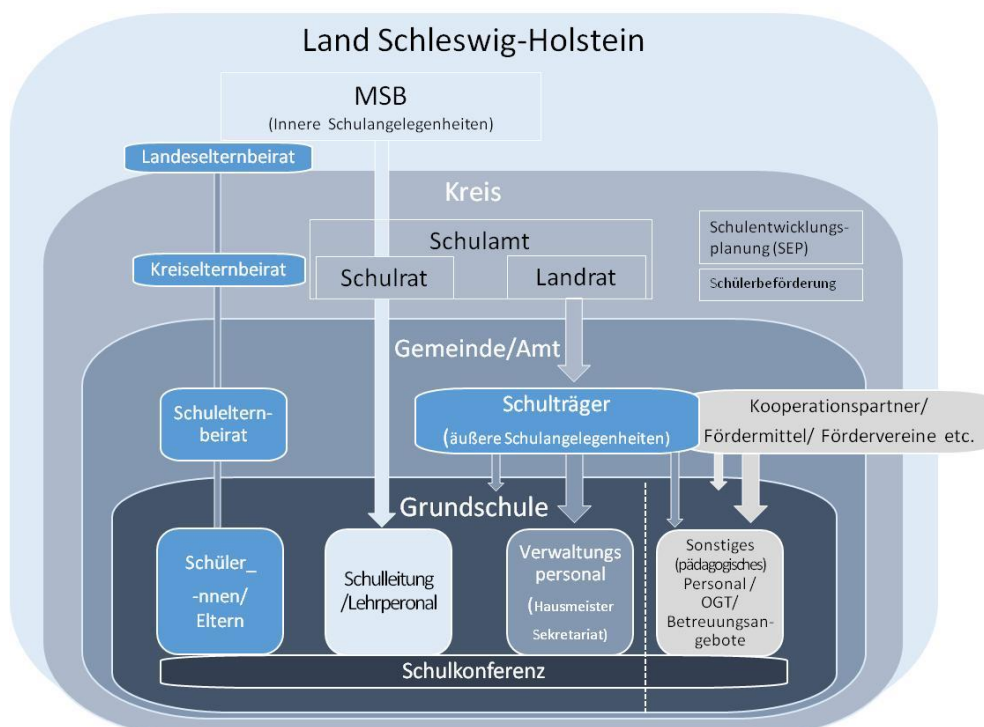 Land Schleswig-Holstein
MSB
(Innere Schulangelegenheiten)
Landeselternbeirat
Kreis
Schulamt
Schulrat
Landrat
Schulentwicklungs-
planung (SEP)
Schülerbeförderung
Kreiselternbeirat
Gemeinde/Amt
Schuleltern-
beirat
Schulträger
(äußere Schulangelegenheiten)
Kooperationspartner/
Fördermittel/ Fördervereine etc.
Grundschule
Schüler_
-nnen/
Eltern
Schulleitung
/Lehrperonal
Verwaltungs
personal
(Hausmeister
Sekretariat)
Sonstiges
(pädagogisches)
Personal /
OGT/
Betreuungsan-
gebote
Schulkonferenz